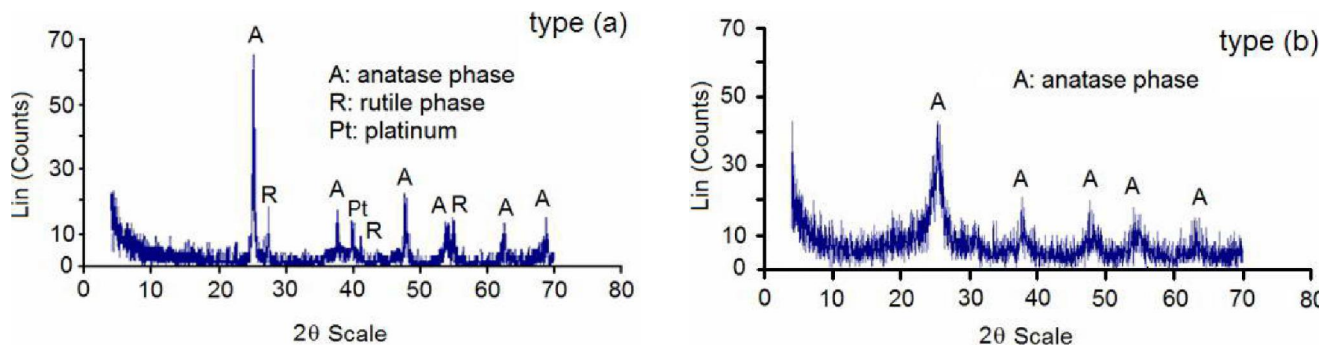 type (a)
A
70
A: anatase phase
R: rutile phase
Pt: platinum
50
30
R
A
Pt
R
A
A R
A
A
10
0
0 10 20 30 40 50 60 70 80
Lin (Counts)
2θ Scale
type (b)
70
A: anatase phase
A
50
30
A
A
A
A
10
0
0 10 20 30 40 50 60 70 80
Lin (Counts)
2θ Scale